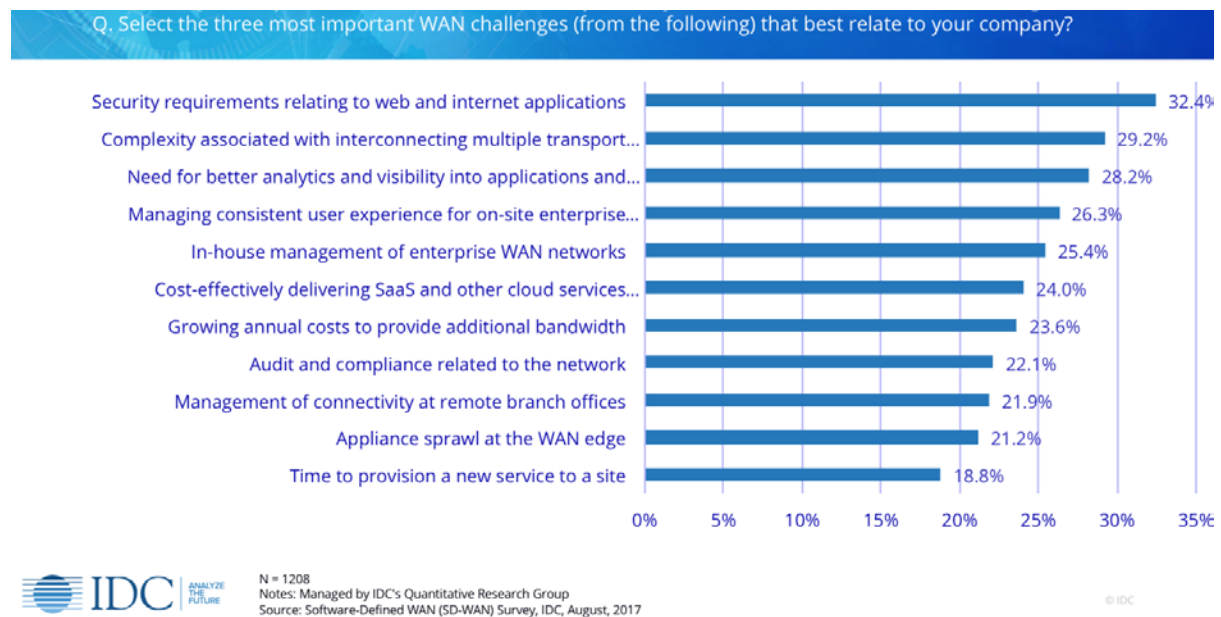 Q. Select the three most important WAN challenges (from the following) that best relate to your company?
Security requirements relating to web and internet applications
32.4%
Complexity associated with interconnecting multiple transport...
29.2%
Need for better analytics and visibility into applications and...
28.2%
Managing consistent user experience for on-site enterprise...
26.3%
In-house management of enterprise WAN networks
25.4%
Cost-effectively delivering SaaS and other cloud services...
24.0%
Growing annual costs to provide additional bandwidth
23.6%
Audit and compliance related to the network
22.1%
Management of connectivity at remote branch offices
21.9%
Appliance sprawl at the WAN edge
21.2%
Time to provision a new service to a site
18.8%
0% 5% 10% 15% 20% 25% 30% 35%
IDC
ANALYZE
THE
FUTURE
N = 1208
Notes: Managed by IDC's Quantitative Research Group
Source: Software-Defined WAN (SD-WAN) Survey, IDC, August, 2017
© IDC